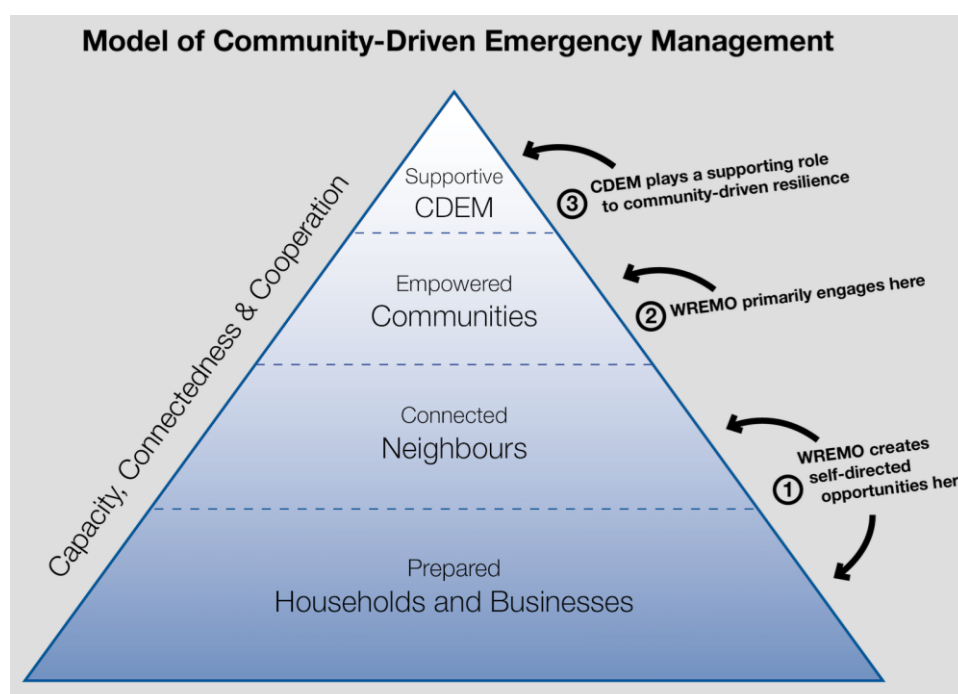 Model of Community-Driven Emergency Management
Capacity, Connectedness & Cooperation
Supportive
CDEM
3 CDEM plays a supporting role
to community-driven resilience
Empowered
Communities
2 WREMO primarily engages here
Connected
Neighbours
WREMO creates
1 self-directed
opportunities her
Prepared
Households and Businesses